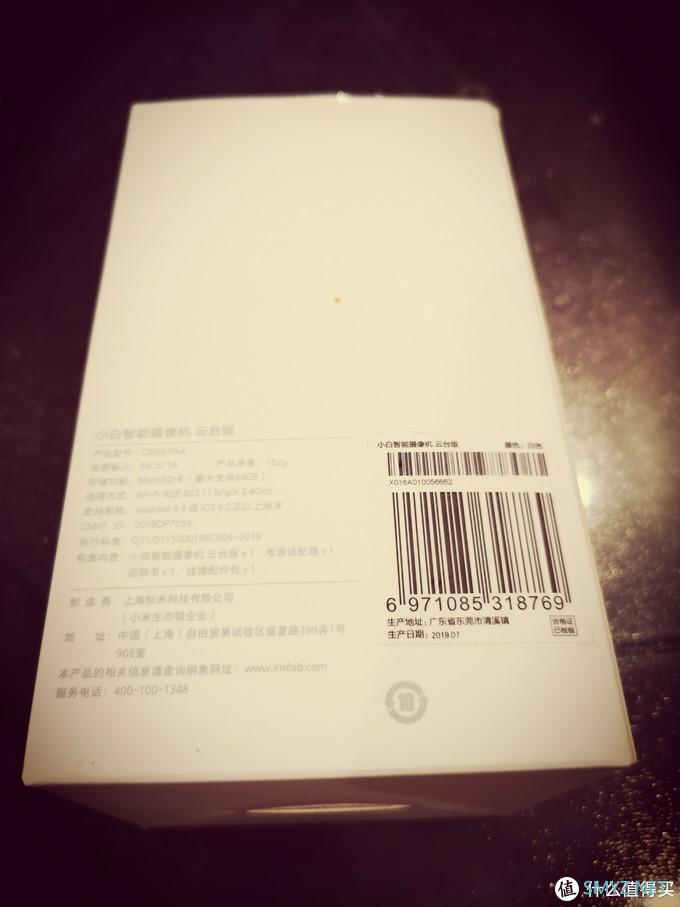 小白智能摄像机 云台版
产品型号： CMSXJ16A
电源输入： 5V⎓1A 产品净重： 182g
存储功能： MicroSD卡（最大支持64GB）
连接方式： Wi-Fi IEEE 802.11 b/g/n 2.4GHz
支持系统： Android 4.4 或 iOS 9.0及以上版本
CMIIT ID： 2018DP7059
执行标准： Q31/0115000198C009-2018
包装内含： 小白智能摄像机 云台版 x 1、电源适配器 x 1、
说明书 x 1、挂墙配件包 x 1
制 造 商： 上海创米科技有限公司
（小米生态链企业）
地 址： 中国（上海）自由贸易试验区盛夏路399弄1号
908室
本产品的相关信息请查询销售网址： www.imilab.com
服务电话： 400-100-1348
小白智能摄像机 云台版 颜色：白色
X016A010056662
6 971085 318769
生产地址：广东省东莞市清溪镇
生产日期：2019.07
合格证
已检验
10
值 什么值得买
SMYZ.NET